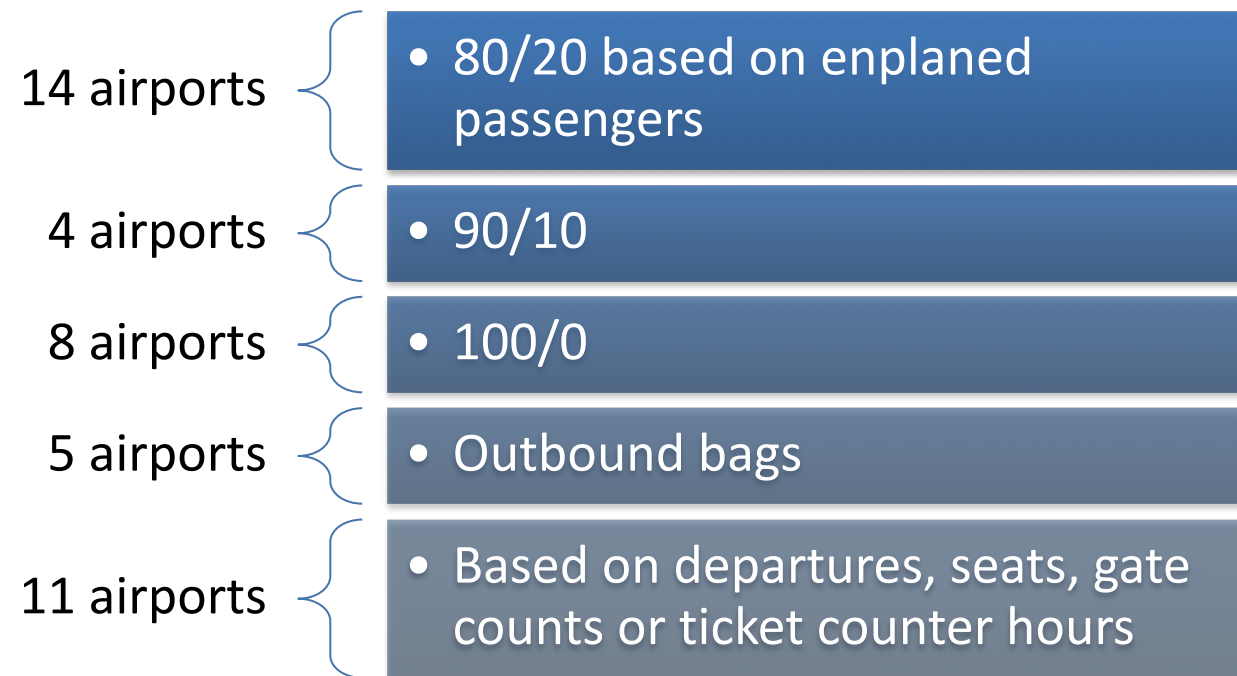 14 airports
• 80/20 based on enplaned
passengers
4 airports
• 90/10
8 airports
• 100/0
5 airports
• Outbound bags
11 airports
• Based on departures, seats, gate
counts or ticket counter hours